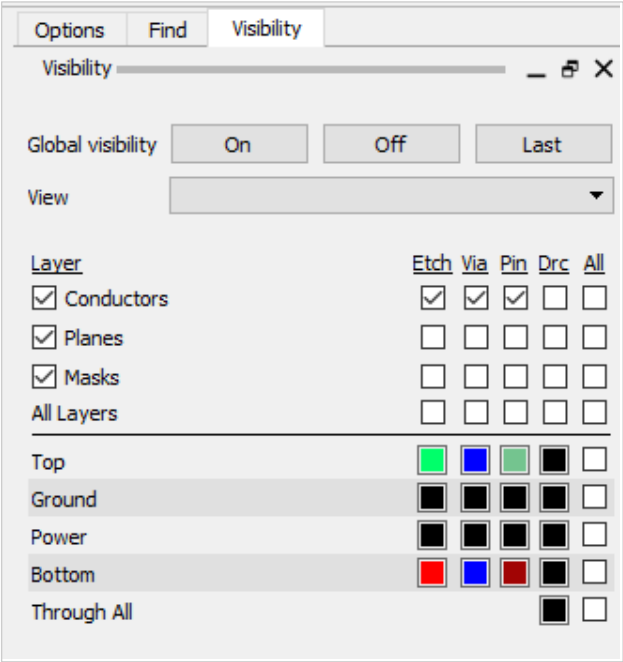 Options Find Visibility
Visibility
Global visibility On Off Last
View
Layer Etch Via Pin Drc All
Conductors
Planes
Masks
All Layers
Top
Ground
Power
Bottom
Through All